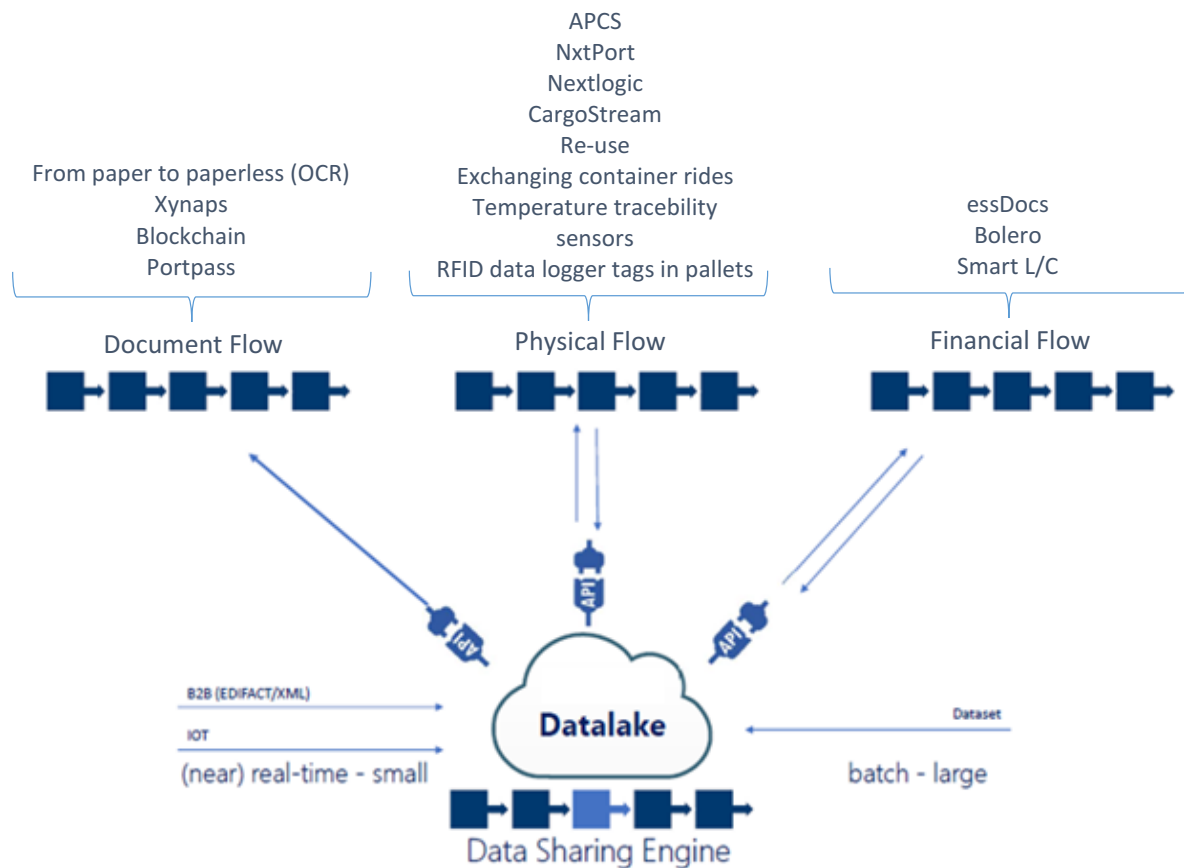 APCS
NxtPort
Nextlogic
CargoStream
Re-use
Exchanging container rides
Temperature tracebility
sensors
RFID data logger tags in pallets
From paper to paperless (OCR)
Xynaps
Blockchain
Portpass
essDocs
Bolero
Smart L/C
Document Flow
Physical Flow
Financial Flow
API
API
API
B2B (EDIFACT/XML)
IOT
(near) real-time - small
Datalake
Dataset
batch - large
Data Sharing Engine